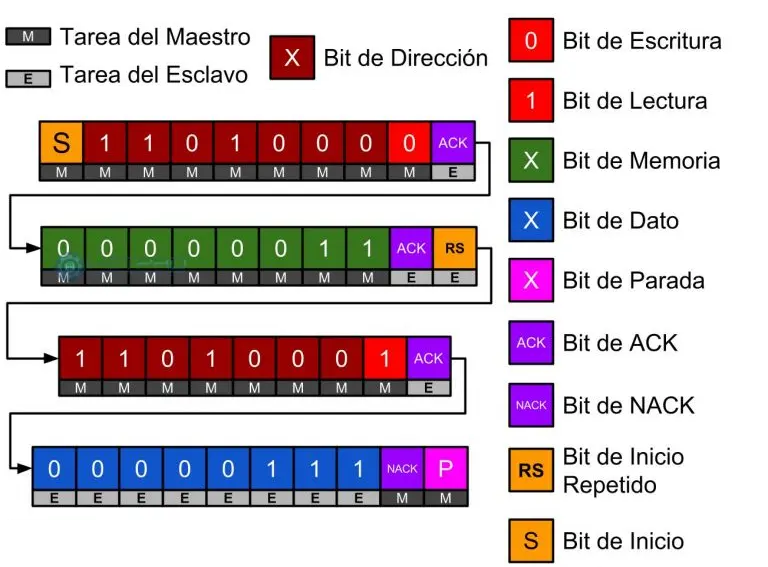 M Tarea del Maestro
E Tarea del Esclavo
X Bit de Dirección
0 Bit de Escritura
1 Bit de Lectura
X Bit de Memoria
X Bit de Dato
X Bit de Parada
ACK Bit de ACK
NACK Bit de NACK
RS Bit de Inicio
Repetido
S Bit de Inicio
S 1 1 0 1 0 0 0 0 ACK
M M M M M M M M M E
0 0 0 0 0 0 1 1 ACK RS
M M M M M M M M E E
1 1 0 1 0 0 0 1 ACK
M M M M M M M M E
0 0 0 0 0 1 1 1 NACK P
E E E E E E E E M M